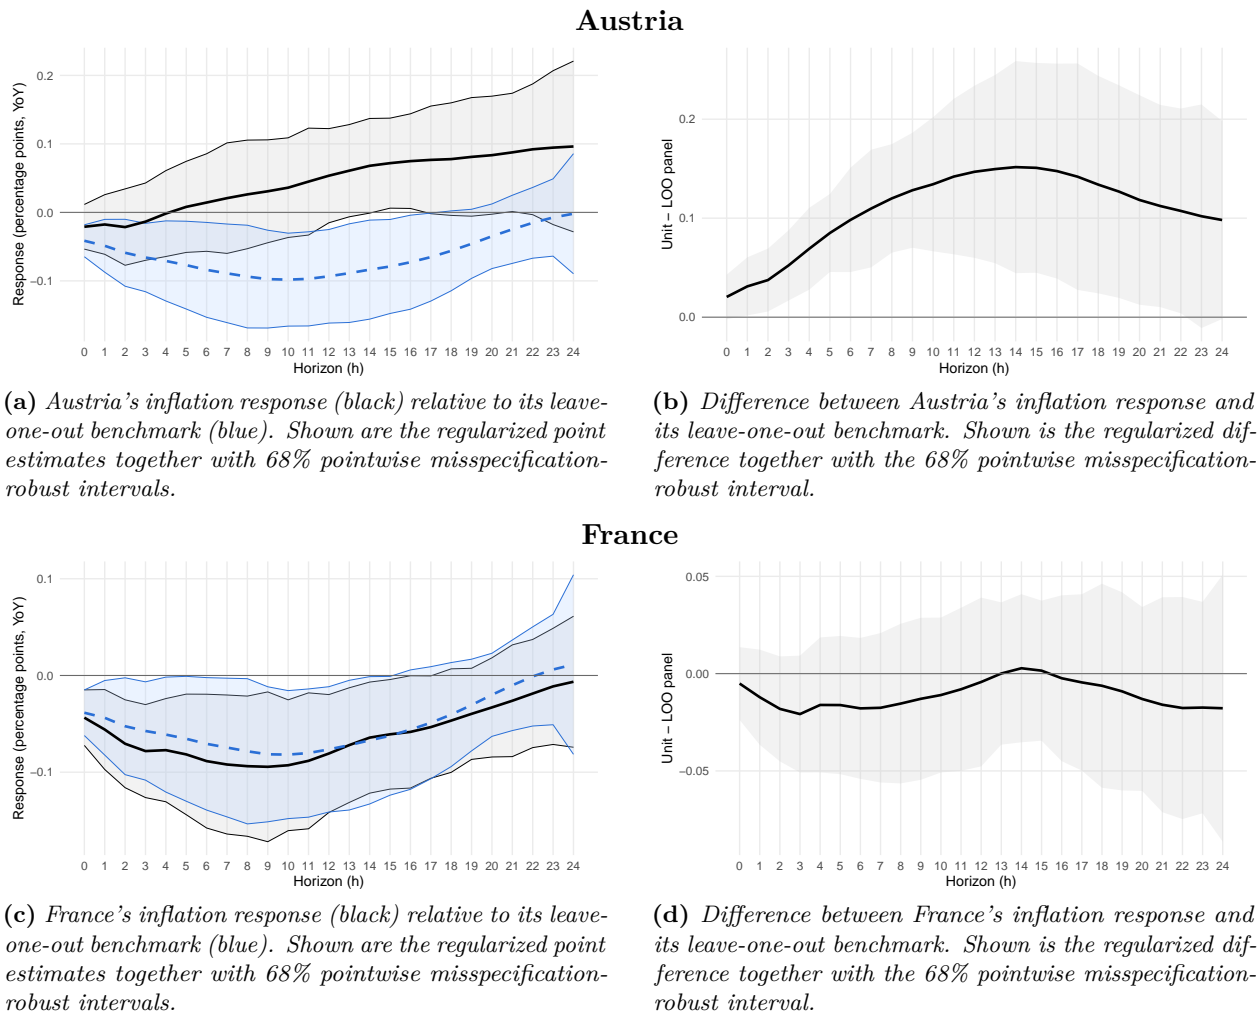 Austria
Response (percentage points, YoY)
0.2
0.1
0.0
−0.1
0 1 2 3 4 5 6 7 8 9 10 11 12 13 14 15 16 17 18 19 20 21 22 23 24
Horizon (h)
Unit − LOO panel
0.2
0.1
0.0
0 1 2 3 4 5 6 7 8 9 10 11 12 13 14 15 16 17 18 19 20 21 22 23 24
Horizon (h)
(a) Austria's inflation response (black) relative to its leave-
one-out benchmark (blue). Shown are the regularized point
estimates together with 68% pointwise misspecification-
robust intervals.
(b) Difference between Austria's inflation response and
its leave-one-out benchmark. Shown is the regularized dif-
ference together with the 68% pointwise misspecification-
robust interval.
France
Response (percentage points, YoY)
0.1
0.0
−0.1
0 1 2 3 4 5 6 7 8 9 10 11 12 13 14 15 16 17 18 19 20 21 22 23 24
Horizon (h)
Unit − LOO panel
0.05
0.00
−0.05
0 1 2 3 4 5 6 7 8 9 10 11 12 13 14 15 16 17 18 19 20 21 22 23 24
Horizon (h)
(c) France's inflation response (black) relative to its leave-
one-out benchmark (blue). Shown are the regularized point
estimates together with 68% pointwise misspecification-
robust intervals.
(d) Difference between France's inflation response and
its leave-one-out benchmark. Shown is the regularized dif-
ference together with the 68% pointwise misspecification-
robust interval.